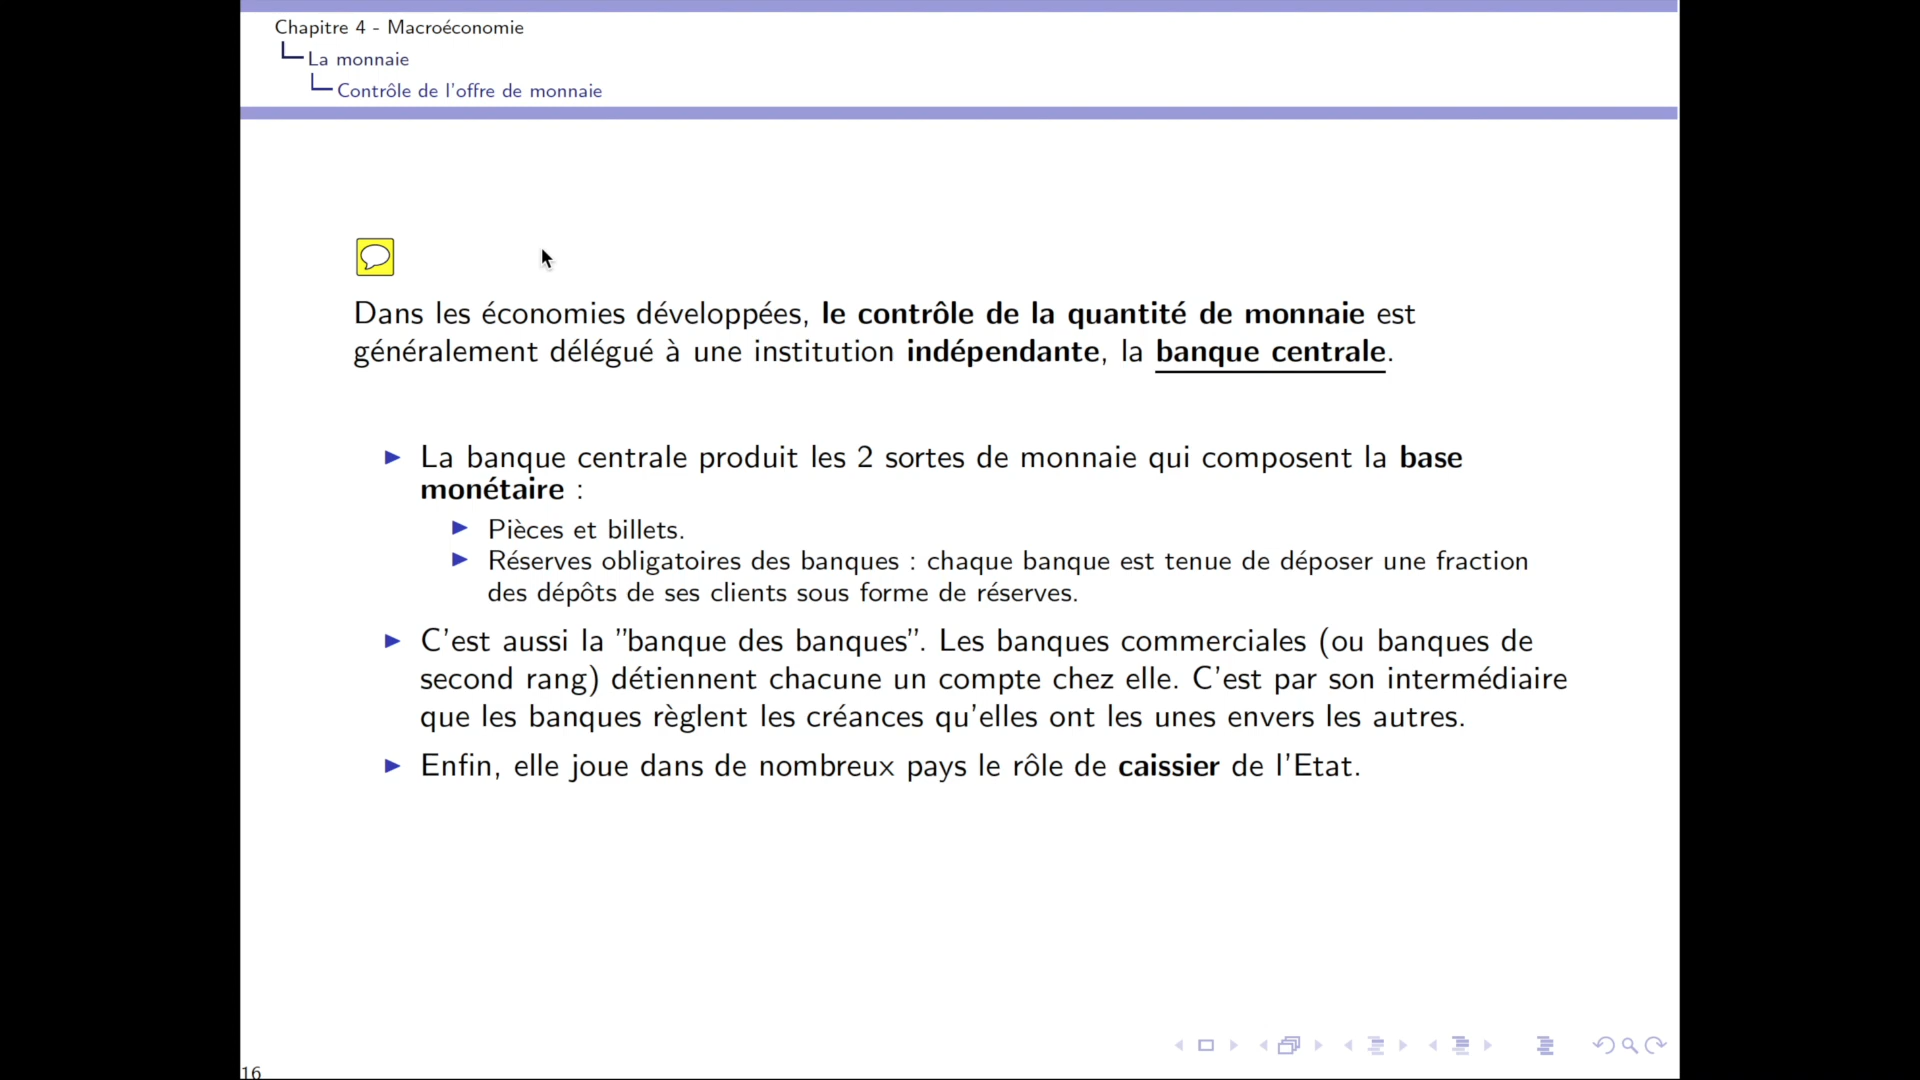 Chapitre 4 - Macroéconomie
La monnaie
Contrôle de l'offre de monnaie
Dans les économies développées, le contrôle de la quantité de monnaie est
généralement délégué à une institution indépendante, la banque centrale.
La banque centrale produit les 2 sortes de monnaie qui composent la base
monétaire :
Pièces et billets.
Réserves obligatoires des banques : chaque banque est tenue de déposer une fraction
des dépôts de ses clients sous forme de réserves.
C'est aussi la "banque des banques". Les banques commerciales (ou banques de
second rang) détiennent chacune un compte chez elle. C'est par son intermédiaire
que les banques règlent les créances qu'elles ont les unes envers les autres.
Enfin, elle joue dans de nombreux pays le rôle de caissier de l'Etat.
16